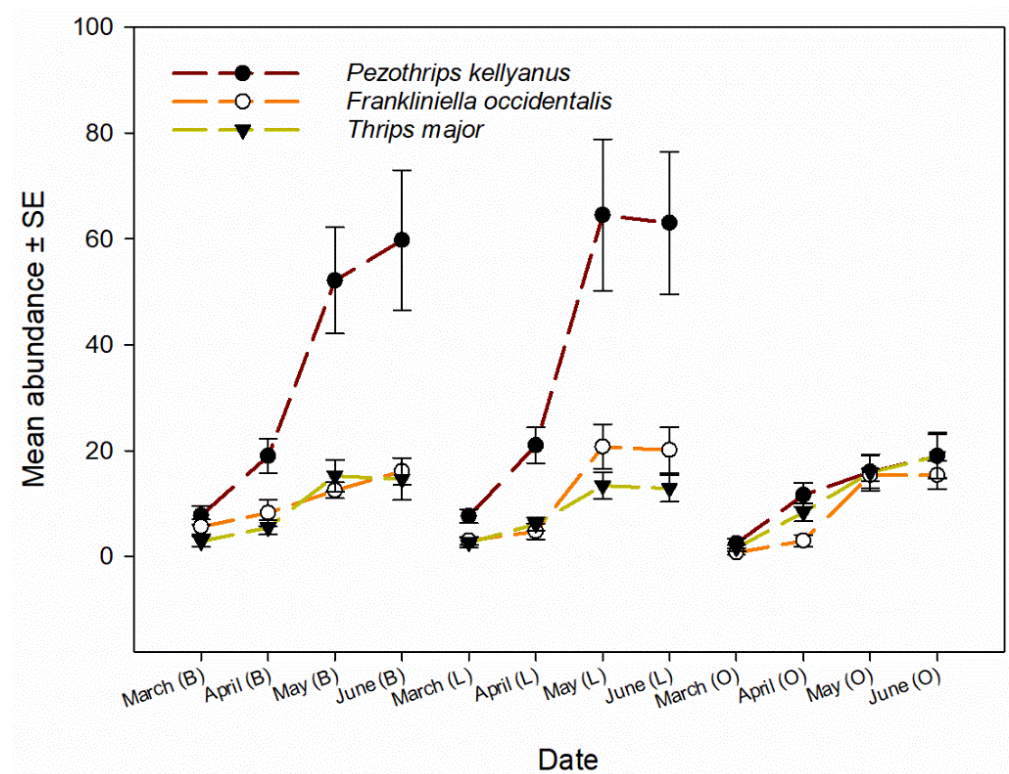 100
80
60
40
20
0
Mean abundance ± SE
Pezothrips kellyanus
Frankliniella occidentalis
Thrips major
March (B)
April (B)
May (B)
June (B)
March (L)
April (L)
May (L)
June (L)
March (O)
April (O)
May (O)
June (O)
Date